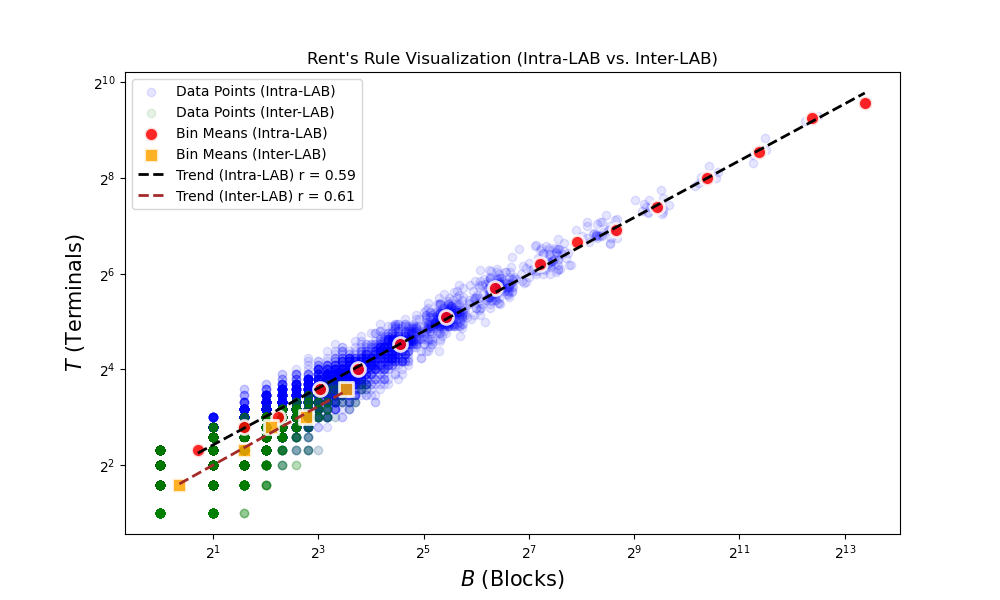 Rent's Rule Visualization (Intra-LAB vs. Inter-LAB)
Data Points (Intra-LAB)
Data Points (Inter-LAB)
Bin Means (Intra-LAB)
Bin Means (Inter-LAB)
Trend (Intra-LAB) r = 0.59
Trend (Inter-LAB) r = 0.61
T (Terminals)
2^10
2^8
2^6
2^4
2^2
2^1
2^3
2^5
2^7
2^9
2^11
2^13
B (Blocks)